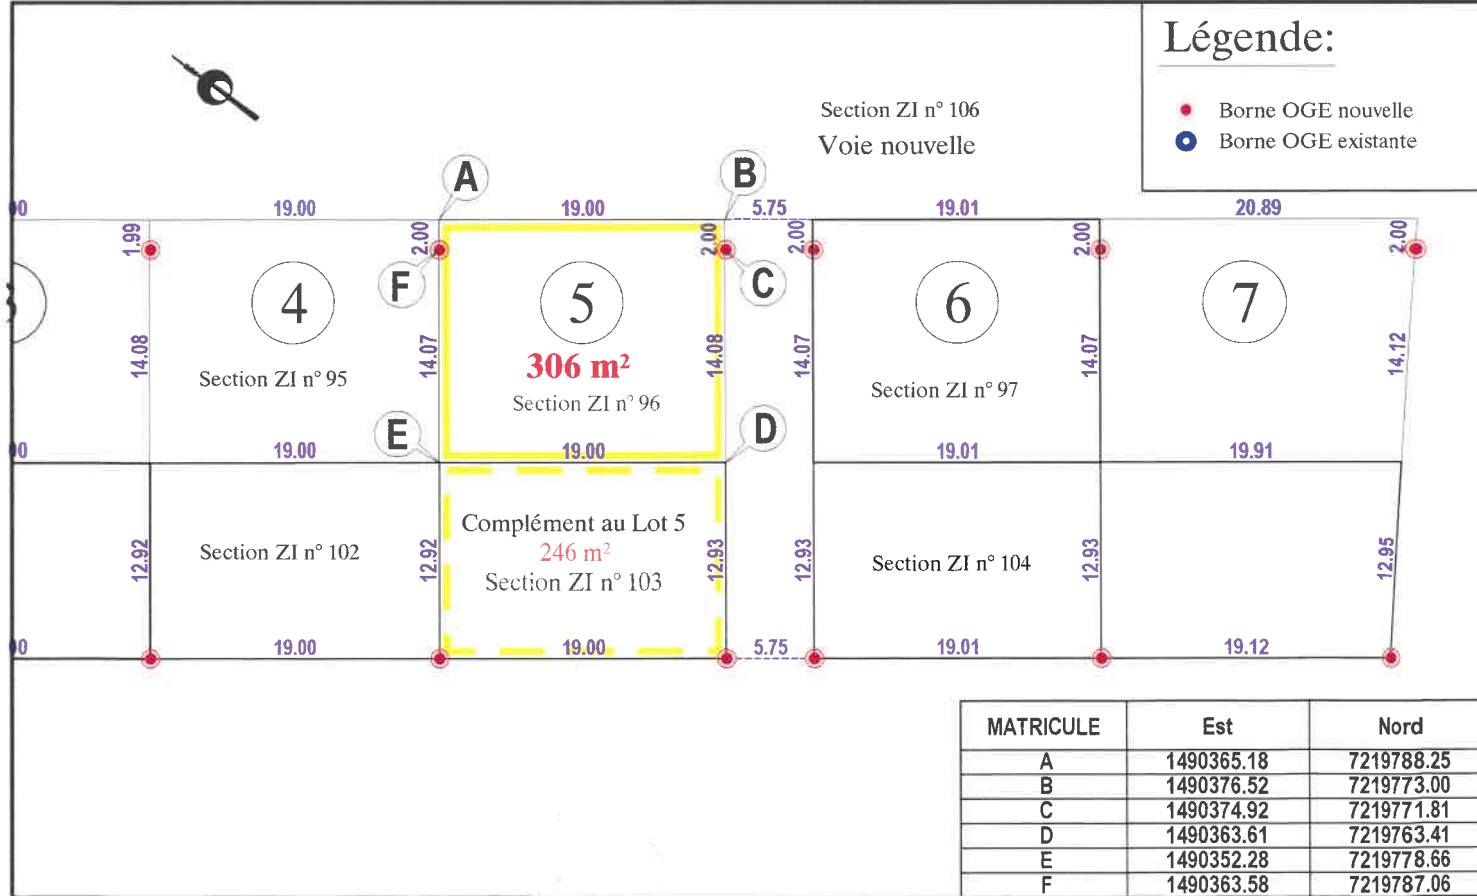 Légende:
Borne OGE nouvelle
Borne OGE existante
Section ZI n° 106
Voie nouvelle
A
B
00
19.00
19.00
5.75
19.01
20.89
1.99
2.00
2.00
2.00
2.00
2.00
F
C
4
5
6
7
306 m²
14.08
14.07
14.08
14.07
14.07
14.12
Section ZI n° 95
Section ZI n° 96
Section ZI n° 97
E
D
00
19.00
19.00
19.01
19.91
Complément au Lot 5
246 m²
Section ZI n° 102
Section ZI n° 103
Section ZI n° 104
12.92
12.92
12.93
12.93
12.93
12.95
00
19.00
19.00
5.75
19.01
19.12
MATRICULE Est Nord
A 1490365.18 7219788.25
B 1490376.52 7219773.00
C 1490374.92 7219771.81
D 1490363.61 7219763.41
E 1490352.28 7219778.66
F 1490363.58 7219787.06